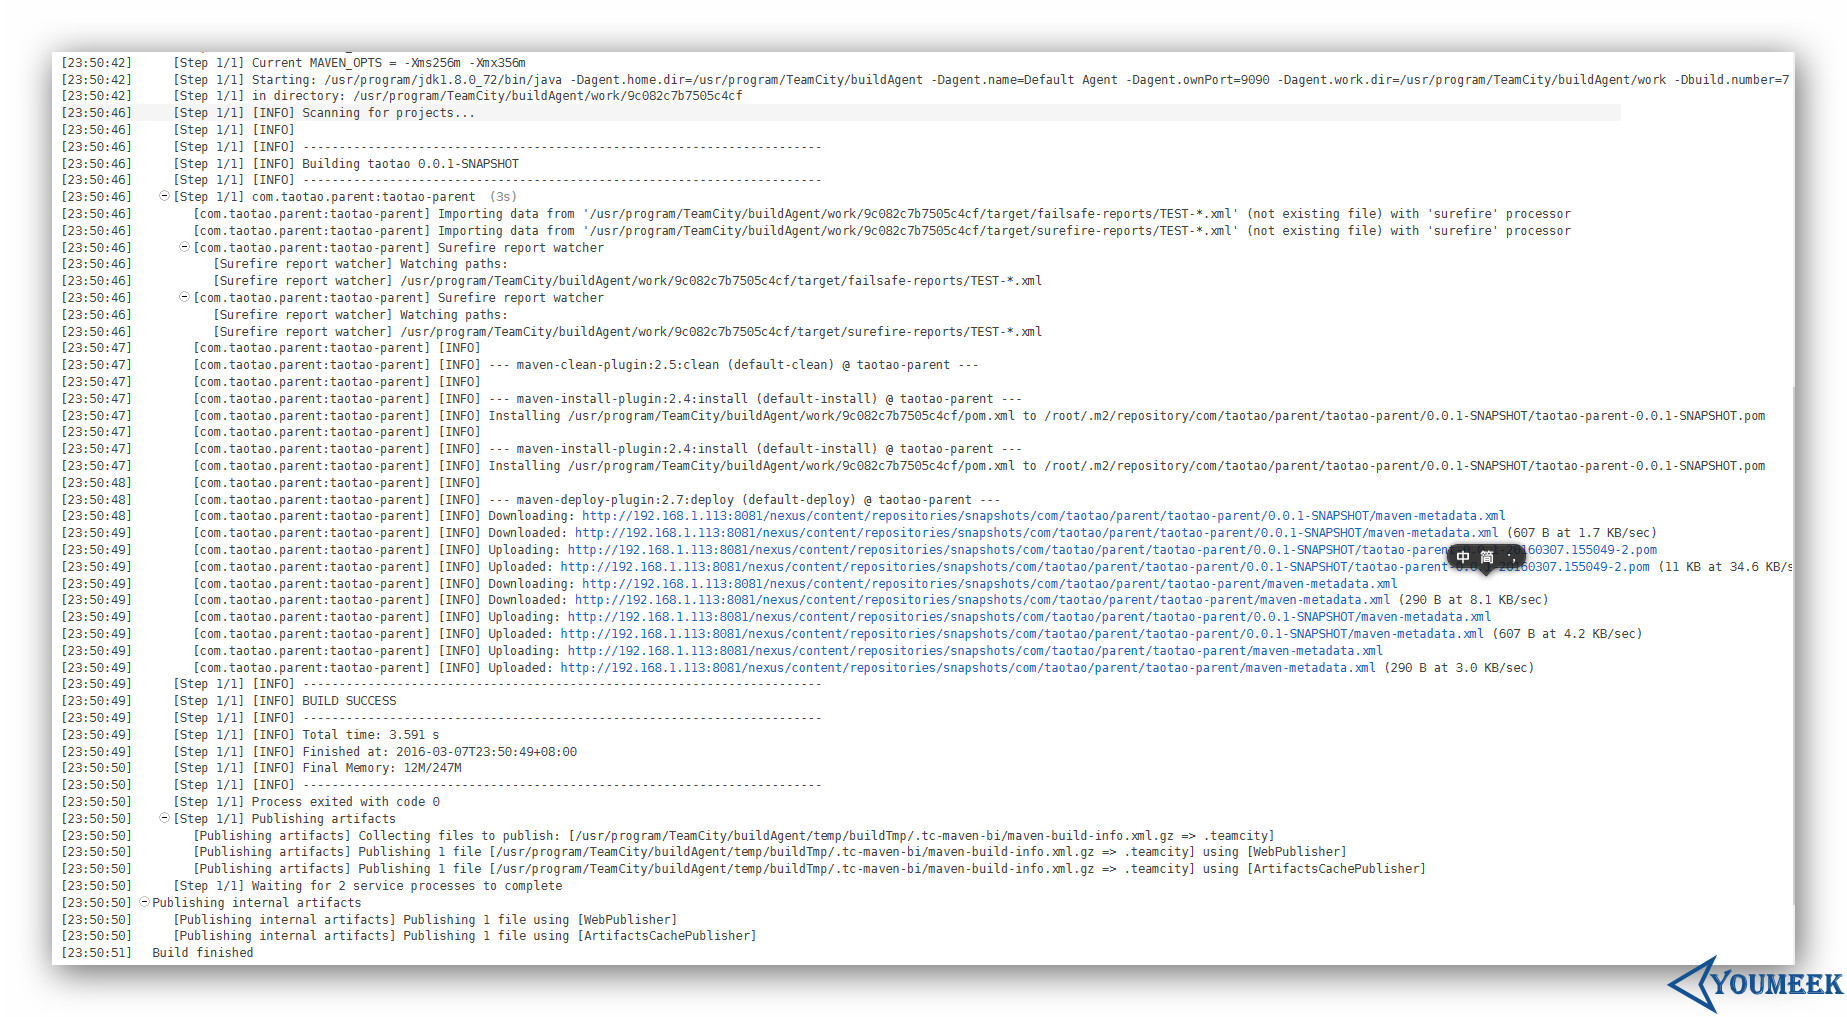 [23:50:42] [Step 1/1] Current MAVEN_OPTS = -Xms256m -Xmx356m
[23:50:42] [Step 1/1] Starting: /usr/program/jdk1.8.0_72/bin/java -Dagent.home.dir=/usr/program/TeamCity/buildAgent -Dagent.name=Default Agent -Dagent.ownPort=9090 -Dagent.work.dir=/usr/program/TeamCity/buildAgent/work -Dbuild.number=7
[23:50:42] [Step 1/1] in directory: /usr/program/TeamCity/buildAgent/work/9c082c7b7505c4cf
[23:50:46] [Step 1/1] [INFO] Scanning for projects...
[23:50:46] [Step 1/1] [INFO]
[23:50:46] [Step 1/1] [INFO] ------------------------------------------------------------------------
[23:50:46] [Step 1/1] [INFO] Building taotao 0.0.1-SNAPSHOT
[23:50:46] [Step 1/1] [INFO] ------------------------------------------------------------------------
[23:50:46] [Step 1/1] com.taotao.parent:taotao-parent (3s)
[23:50:46] [com.taotao.parent:taotao-parent] Importing data from '/usr/program/TeamCity/buildAgent/work/9c082c7b7505c4cf/target/failsafe-reports/TEST-*.xml' (not existing file) with 'surefire' processor
[23:50:46] [com.taotao.parent:taotao-parent] Importing data from '/usr/program/TeamCity/buildAgent/work/9c082c7b7505c4cf/target/surefire-reports/TEST-*.xml' (not existing file) with 'surefire' processor
[23:50:46] [com.taotao.parent:taotao-parent] Surefire report watcher
[23:50:46] [Surefire report watcher] Watching paths:
[23:50:46] [Surefire report watcher] /usr/program/TeamCity/buildAgent/work/9c082c7b7505c4cf/target/failsafe-reports/TEST-*.xml
[23:50:46] [com.taotao.parent:taotao-parent] Surefire report watcher
[23:50:46] [Surefire report watcher] Watching paths:
[23:50:46] [Surefire report watcher] /usr/program/TeamCity/buildAgent/work/9c082c7b7505c4cf/target/surefire-reports/TEST-*.xml
[23:50:47] [com.taotao.parent:taotao-parent] [INFO]
[23:50:47] [com.taotao.parent:taotao-parent] [INFO] --- maven-clean-plugin:2.5:clean (default-clean) @ taotao-parent ---
[23:50:47] [com.taotao.parent:taotao-parent] [INFO]
[23:50:47] [com.taotao.parent:taotao-parent] [INFO] --- maven-install-plugin:2.4:install (default-install) @ taotao-parent ---
[23:50:47] [com.taotao.parent:taotao-parent] [INFO] Installing /usr/program/TeamCity/buildAgent/work/9c082c7b7505c4cf/pom.xml to /root/.m2/repository/com/taotao/parent/taotao-parent/0.0.1-SNAPSHOT/taotao-parent-0.0.1-SNAPSHOT.pom
[23:50:47] [com.taotao.parent:taotao-parent] [INFO]
[23:50:47] [com.taotao.parent:taotao-parent] [INFO] --- maven-install-plugin:2.4:install (default-install) @ taotao-parent ---
[23:50:47] [com.taotao.parent:taotao-parent] [INFO] Installing /usr/program/TeamCity/buildAgent/work/9c082c7b7505c4cf/pom.xml to /root/.m2/repository/com/taotao/parent/taotao-parent/0.0.1-SNAPSHOT/taotao-parent-0.0.1-SNAPSHOT.pom
[23:50:48] [com.taotao.parent:taotao-parent] [INFO]
[23:50:48] [com.taotao.parent:taotao-parent] [INFO] --- maven-deploy-plugin:2.7:deploy (default-deploy) @ taotao-parent ---
[23:50:48] [com.taotao.parent:taotao-parent] [INFO] Downloading: http://192.168.1.113:8081/nexus/content/repositories/snapshots/com/taotao/parent/taotao-parent/0.0.1-SNAPSHOT/maven-metadata.xml
[23:50:49] [com.taotao.parent:taotao-parent] [INFO] Downloaded: http://192.168.1.113:8081/nexus/content/repositories/snapshots/com/taotao/parent/taotao-parent/0.0.1-SNAPSHOT/maven-metadata.xml (607 B at 1.7 KB/sec)
[23:50:49] [com.taotao.parent:taotao-parent] [INFO] Uploading: http://192.168.1.113:8081/nexus/content/repositories/snapshots/com/taotao/parent/taotao-parent/0.0.1-SNAPSHOT/taotao-parent-0.0.1-20160307.155049-2.pom
中 简
[23:50:49] [com.taotao.parent:taotao-parent] [INFO] Uploaded: http://192.168.1.113:8081/nexus/content/repositories/snapshots/com/taotao/parent/taotao-parent/0.0.1-SNAPSHOT/taotao-parent-0.0.1-20160307.155049-2.pom (11 KB at 34.6 KB/s
[23:50:49] [com.taotao.parent:taotao-parent] [INFO] Downloading: http://192.168.1.113:8081/nexus/content/repositories/snapshots/com/taotao/parent/taotao-parent/maven-metadata.xml
[23:50:49] [com.taotao.parent:taotao-parent] [INFO] Downloaded: http://192.168.1.113:8081/nexus/content/repositories/snapshots/com/taotao/parent/taotao-parent/maven-metadata.xml (290 B at 8.1 KB/sec)
[23:50:49] [com.taotao.parent:taotao-parent] [INFO] Uploading: http://192.168.1.113:8081/nexus/content/repositories/snapshots/com/taotao/parent/taotao-parent/0.0.1-SNAPSHOT/maven-metadata.xml
[23:50:49] [com.taotao.parent:taotao-parent] [INFO] Uploaded: http://192.168.1.113:8081/nexus/content/repositories/snapshots/com/taotao/parent/taotao-parent/0.0.1-SNAPSHOT/maven-metadata.xml (607 B at 4.2 KB/sec)
[23:50:49] [com.taotao.parent:taotao-parent] [INFO] Uploading: http://192.168.1.113:8081/nexus/content/repositories/snapshots/com/taotao/parent/taotao-parent/maven-metadata.xml
[23:50:49] [com.taotao.parent:taotao-parent] [INFO] Uploaded: http://192.168.1.113:8081/nexus/content/repositories/snapshots/com/taotao/parent/taotao-parent/maven-metadata.xml (290 B at 3.0 KB/sec)
[23:50:49] [Step 1/1] [INFO] ------------------------------------------------------------------------
[23:50:49] [Step 1/1] [INFO] BUILD SUCCESS
[23:50:49] [Step 1/1] [INFO] ------------------------------------------------------------------------
[23:50:49] [Step 1/1] [INFO] Total time: 3.591 s
[23:50:49] [Step 1/1] [INFO] Finished at: 2016-03-07T23:50:49+08:00
[23:50:50] [Step 1/1] [INFO] Final Memory: 12M/247M
[23:50:50] [Step 1/1] [INFO] ------------------------------------------------------------------------
[23:50:50] [Step 1/1] Process exited with code 0
[23:50:50] [Step 1/1] Publishing artifacts
[23:50:50] [Publishing artifacts] Collecting files to publish: [/usr/program/TeamCity/buildAgent/temp/buildTmp/.tc-maven-bi/maven-build-info.xml.gz => .teamcity]
[23:50:50] [Publishing artifacts] Publishing 1 file [/usr/program/TeamCity/buildAgent/temp/buildTmp/.tc-maven-bi/maven-build-info.xml.gz => .teamcity] using [WebPublisher]
[23:50:50] [Publishing artifacts] Publishing 1 file [/usr/program/TeamCity/buildAgent/temp/buildTmp/.tc-maven-bi/maven-build-info.xml.gz => .teamcity] using [ArtifactsCachePublisher]
[23:50:50] [Step 1/1] Waiting for 2 service processes to complete
[23:50:50] Publishing internal artifacts
[23:50:50] [Publishing internal artifacts] Publishing 1 file using [WebPublisher]
[23:50:50] [Publishing internal artifacts] Publishing 1 file using [ArtifactsCachePublisher]
[23:50:51] Build finished
YOUMEEK